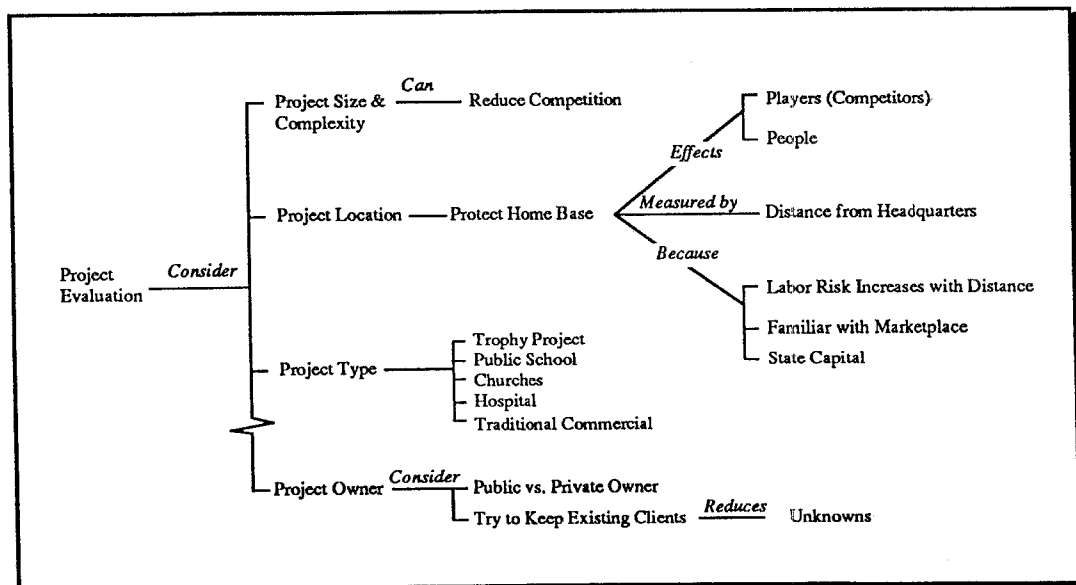 Project Size &
Complexity
Can
Reduce Competition
Players (Competitors)
People
Effects
Project Location
Protect Home Base
Measured by
Distance from Headquarters
Because
Project
Evaluation
Consider
Labor Risk Increases with Distance
Familiar with Marketplace
State Capital
Project Type
Trophy Project
Public School
Churches
Hospital
Traditional Commercial
Project Owner
Consider
Public vs. Private Owner
Try to Keep Existing Clients
Reduces
Unknowns